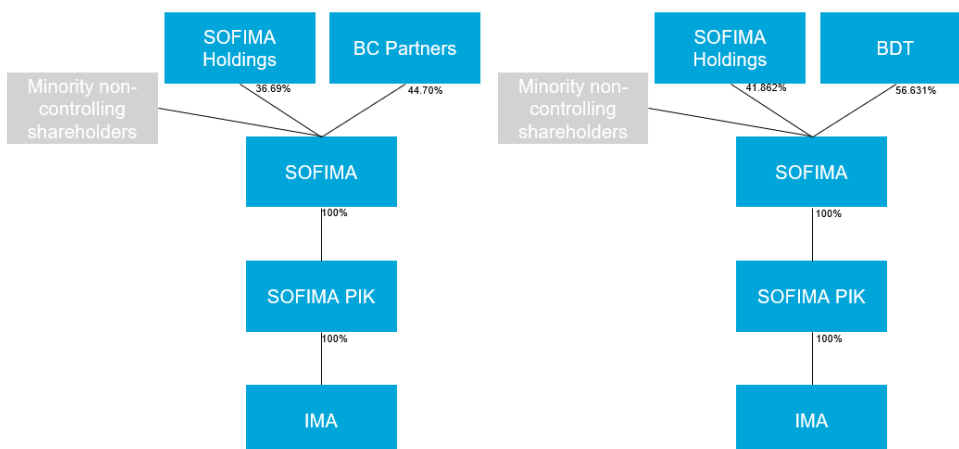 SOFIMA
Holdings
BC Partners
36.69%
44.70%
Minority non-
controlling
shareholders
SOFIMA
100%
SOFIMA PIK
100%
IMA
SOFIMA
Holdings
BDT
41.862%
56.631%
Minority non-
controlling
shareholders
SOFIMA
100%
SOFIMA PIK
100%
IMA